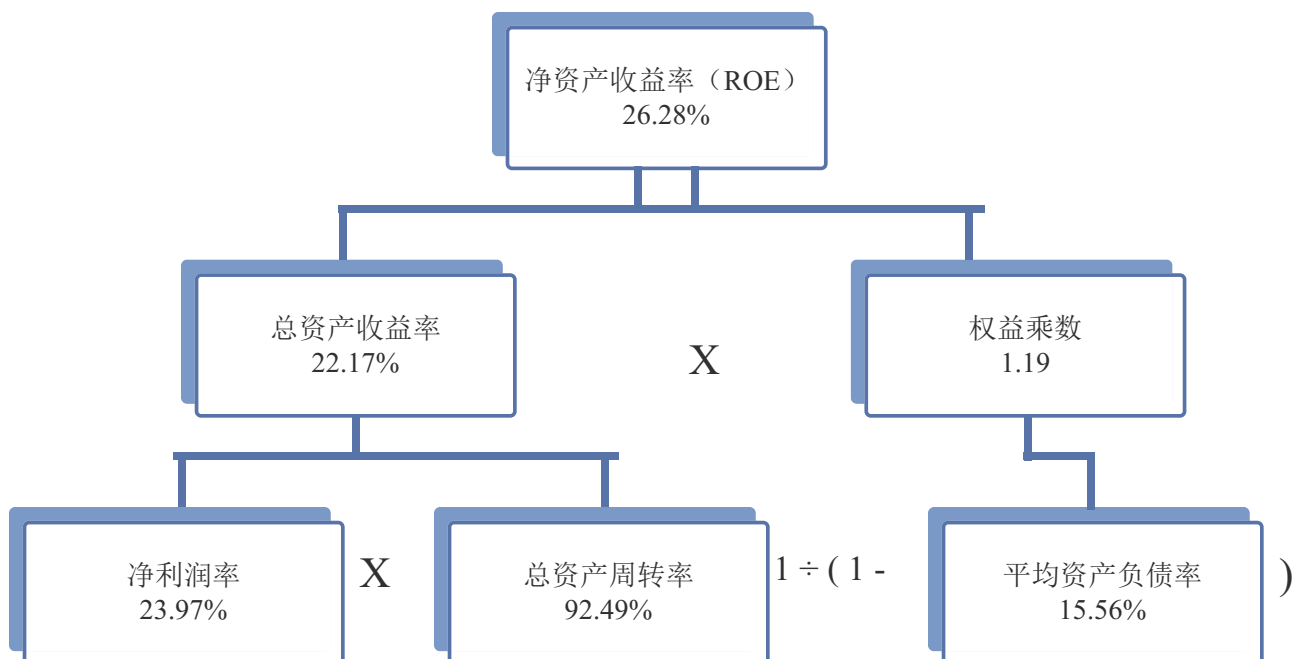 净资产收益率（ROE）
26.28%
总资产收益率
22.17%
X
权益乘数
1.19
净利润率
23.97%
X
总资产周转率
92.49%
1 ÷ ( 1 -
平均资产负债率
15.56%
)